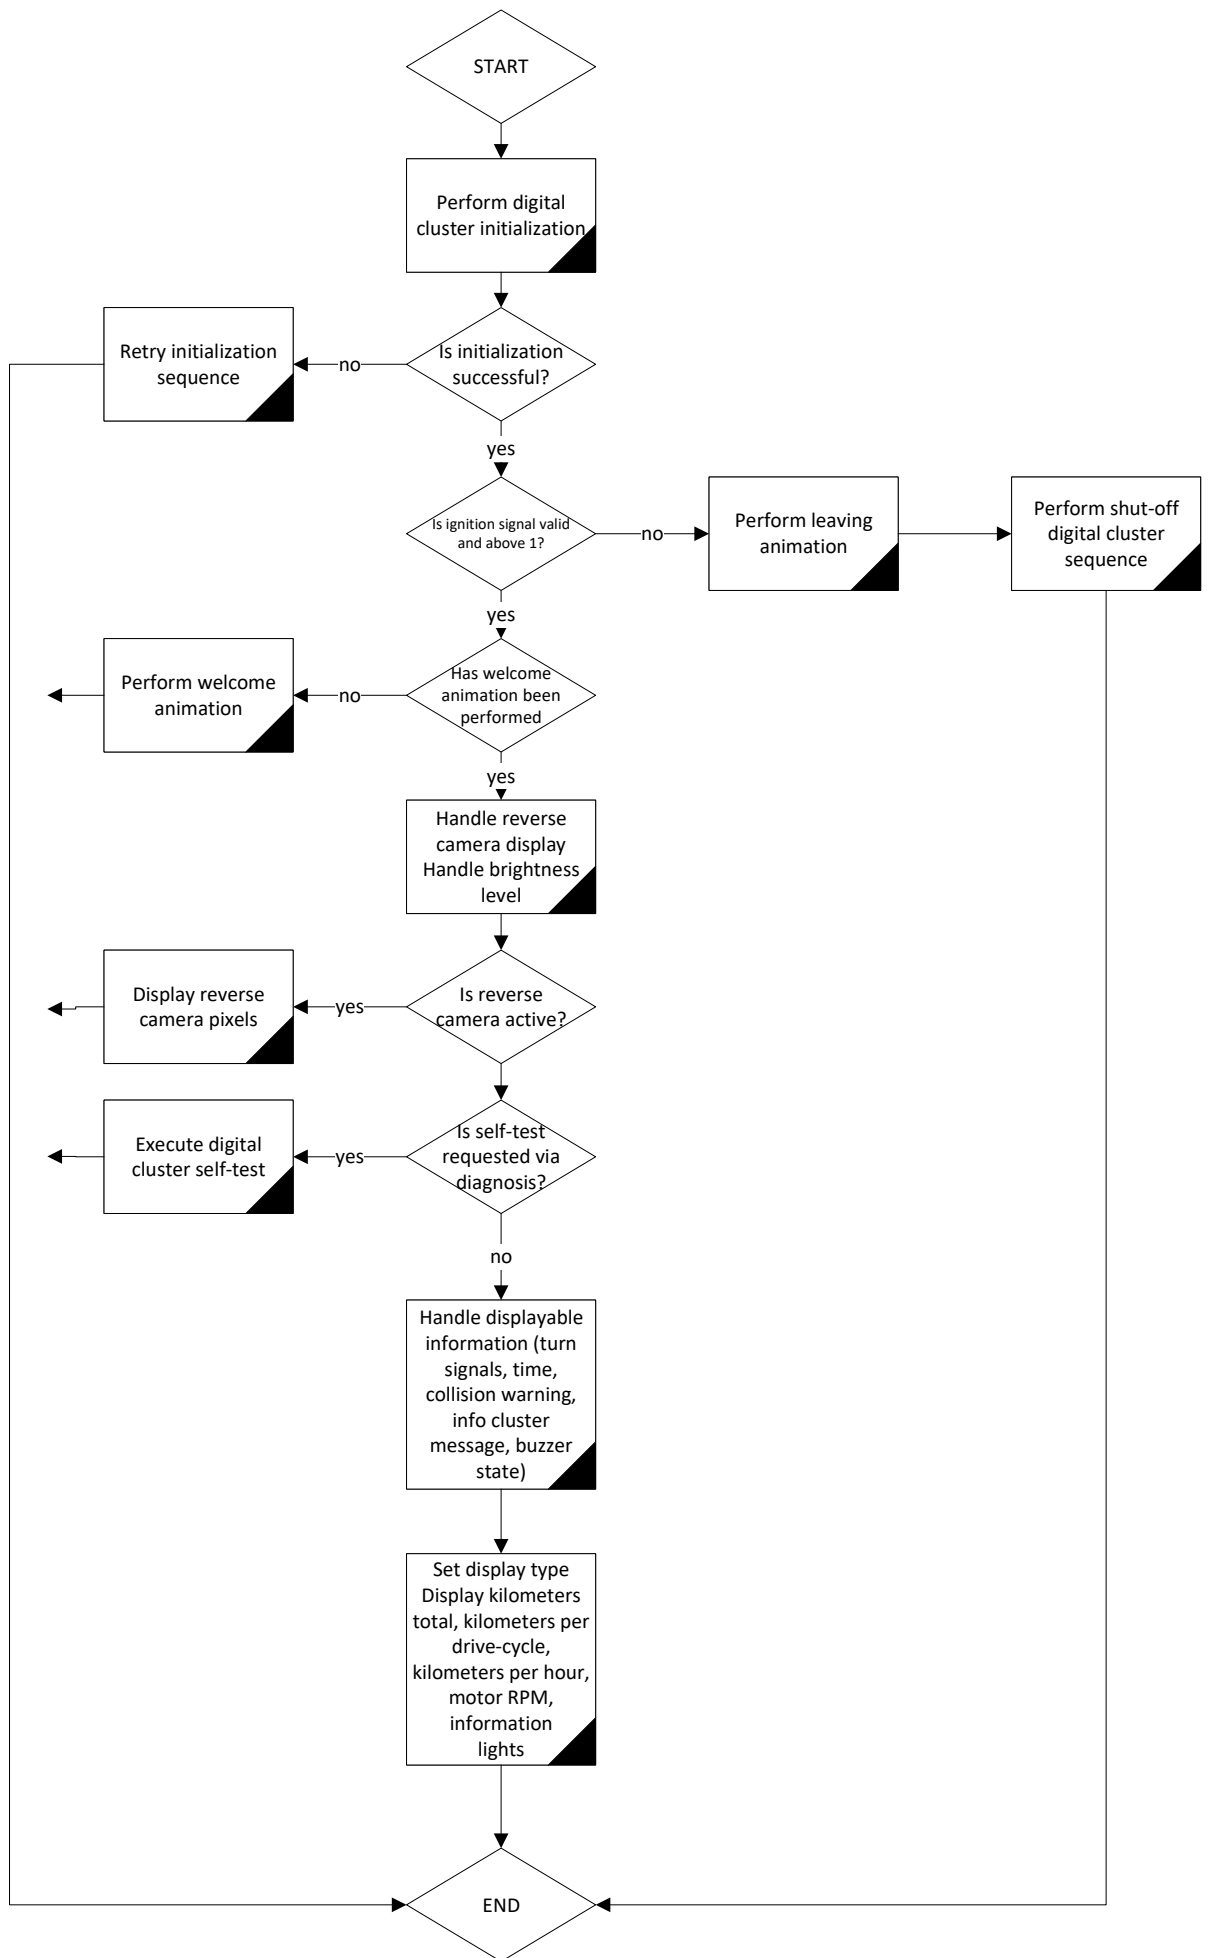 START
Perform digital
cluster initialization
Is initialization
successful?
no
Retry initialization
sequence
yes
Is ignition signal valid
and above 1?
no
Perform leaving
animation
Perform shut-off
digital cluster
sequence
yes
Has welcome
animation been
performed
no
Perform welcome
animation
yes
Handle reverse
camera display
Handle brightness
level
Is reverse
camera active?
yes
Display reverse
camera pixels
Is self-test
requested via
diagnosis?
yes
Execute digital
cluster self-test
no
Handle displayable
information (turn
signals, time,
collision warning,
info cluster
message, buzzer
state)
Set display type
Display kilometers
total, kilometers per
drive-cycle,
kilometers per hour,
motor RPM,
information
lights
END